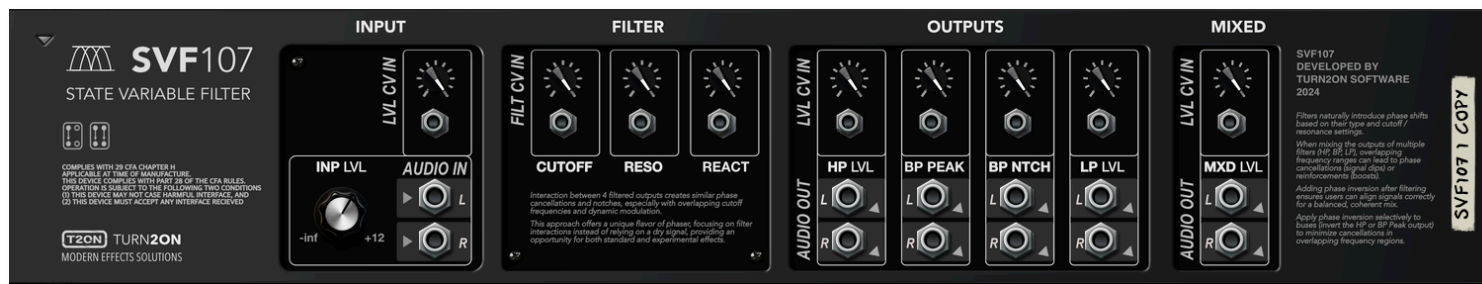 INPUT
FILTER
OUTPUTS
MIXED
SVF107
STATE VARIABLE FILTER
COMPLIES WITH 29 CFA CHAPTER H
APPLICABLE AT TIME OF MANUFACTURE.
THIS DEVICE COMPLIES WITH PART 28 OF THE CFA RULES.
OPERATION IS SUBJECT TO THE FOLLOWING TWO CONDITIONS
(1) THIS DEVICE MAY NOT CASE HARMFUL INTERFACE, AND
(2) THIS DEVICE MUST ACCEPT ANY INTERFACE RECIEVED
T2ON TURN2ON
MODERN EFFECTS SOLUTIONS
LVL CV IN
INP LVL
-inf
+12
AUDIO IN
L
R
FILT CV IN
CUTOFF
RESO
REACT
Interaction between 4 filtered outputs creates similar phase
cancellations and notches, especially with overlapping cutoff
frequencies and dynamic modulation.
This approach offers a unique flavor of phaser, focusing on filter
interactions instead of relying on a dry signal, providing an
opportunity for both standard and experimental effects.
LVL CV IN
HP LVL
BP PEAK
BP NTCH
LP LVL
AUDIO OUT
L
L
L
L
R
R
R
R
LVL CV IN
MXD LVL
AUDIO OUT
L
R
SVF107
DEVELOPED BY
TURN2ON SOFTWARE
2024
Filters naturally introduce phase shifts
based on their type and cutoff /
resonance settings.
When mixing the outputs of multiple
filters (HP, BP, LP), overlapping
frequency ranges can lead to phase
cancellations (signal dips) or
reinforcements (boosts).
Adding phase inversion after filtering
ensures users can align signals correctly
for a balanced, coherent mix.
Apply phase inversion selectively to
buses (invert the HP or BP Peak output)
to minimize cancellations in
overlapping frequency regions.
SVF107 1 COPY